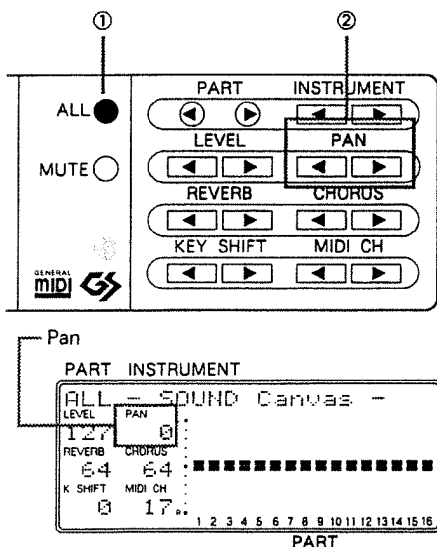 ① ②
PART INSTRUMENT
ALL
LEVEL PAN
MUTE
REVERB CHORUS
KEY SHIFT MIDI CH
GENERAL
MIDI GS
Pan
PART INSTRUMENT
ALL - SOUND Canvas -
LEVEL PAN
127 0
REVERB CHORUS
64 64
K SHIFT MIDI CH
0 17 R
1 2 3 4 5 6 7 8 9 10 11 12 13 14 15 16
PART